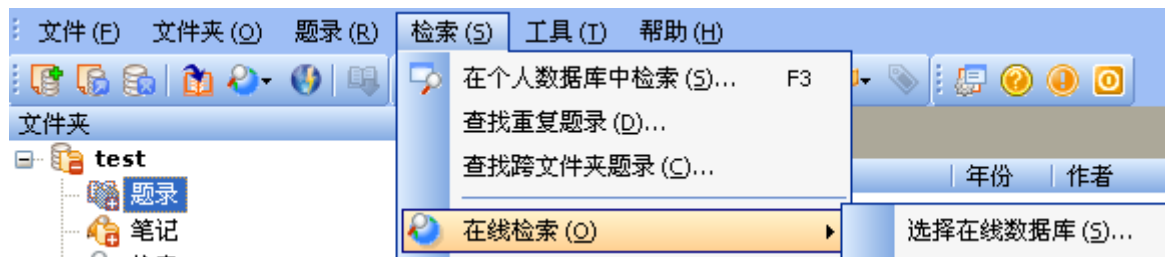 文件(F) 文件夹(O) 题录(R) 检索(S) 工具(T) 帮助(H)
在个人数据库中检索(S)... F3
文件夹
查找重复题录(D)...
test
查找跨文件夹题录(C)...
年份 作者
题录
笔记
在线检索(O)
选择在线数据库(S)...